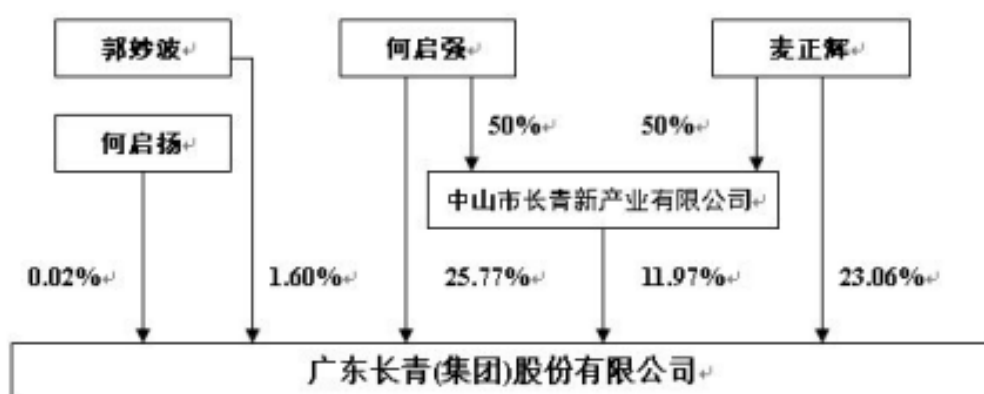 郭妙波
何启强
麦正辉
何启扬
50%
50%
中山市长青新产业有限公司
0.02%
1.60%
25.77%
11.97%
23.06%
广东长青(集团)股份有限公司